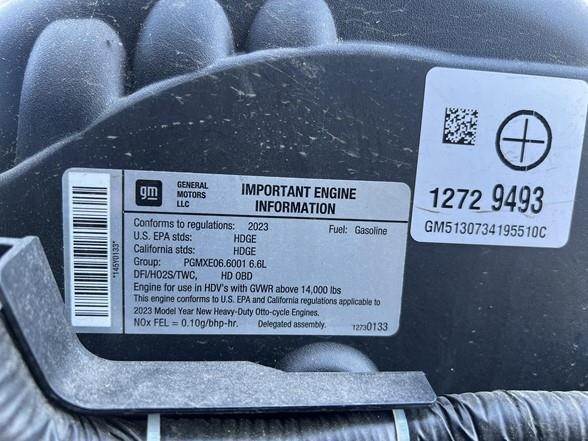 gm
GENERAL MOTORS LLC
IMPORTANT ENGINE INFORMATION
Conforms to regulations: 2023 Fuel: Gasoline
U.S. EPA stds: HDGE
California stds: HDGE
Group: PGMXE06.6001 6.6L
DFI/HO2S/TWC, HD OBD
Engine for use in HDV's with GVWR above 14,000 lbs
This engine conforms to U.S. EPA and California regulations applicable to
2023 Model Year New Heavy-Duty Otto-cycle Engines.
NOx FEL = 0.10g/bhp-hr. Delegated assembly. 12730133
*145Y0133*
1272 9493
GM5130734195510C